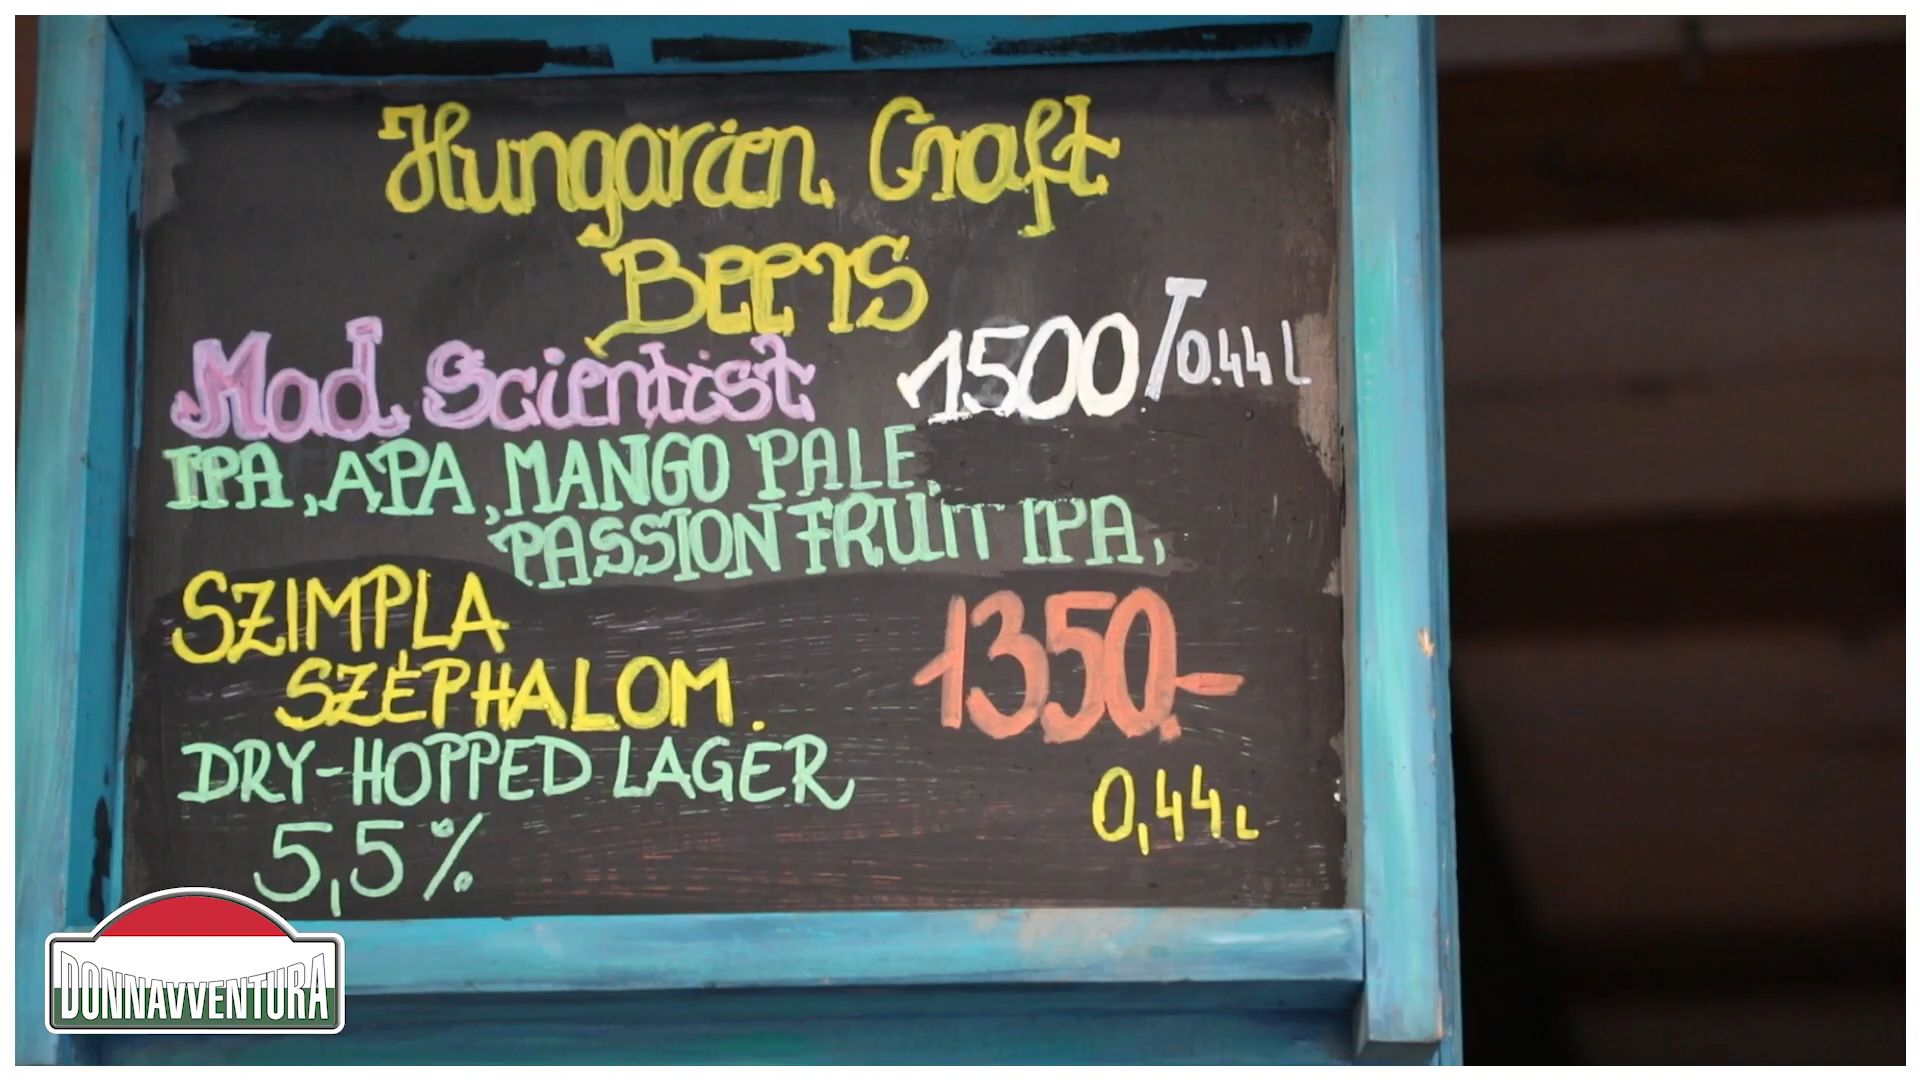 Hungarian Craft
Beers
Mad Scientist 1500/0.44 L
IPA, APA, MANGO PALE,
PASSION FRUIT IPA,
SZIMPLA
SZÉPHALOM.
1350.-
DRY-HOPPED LAGER
0,44 L
5,5%
DONNAVVENTURA